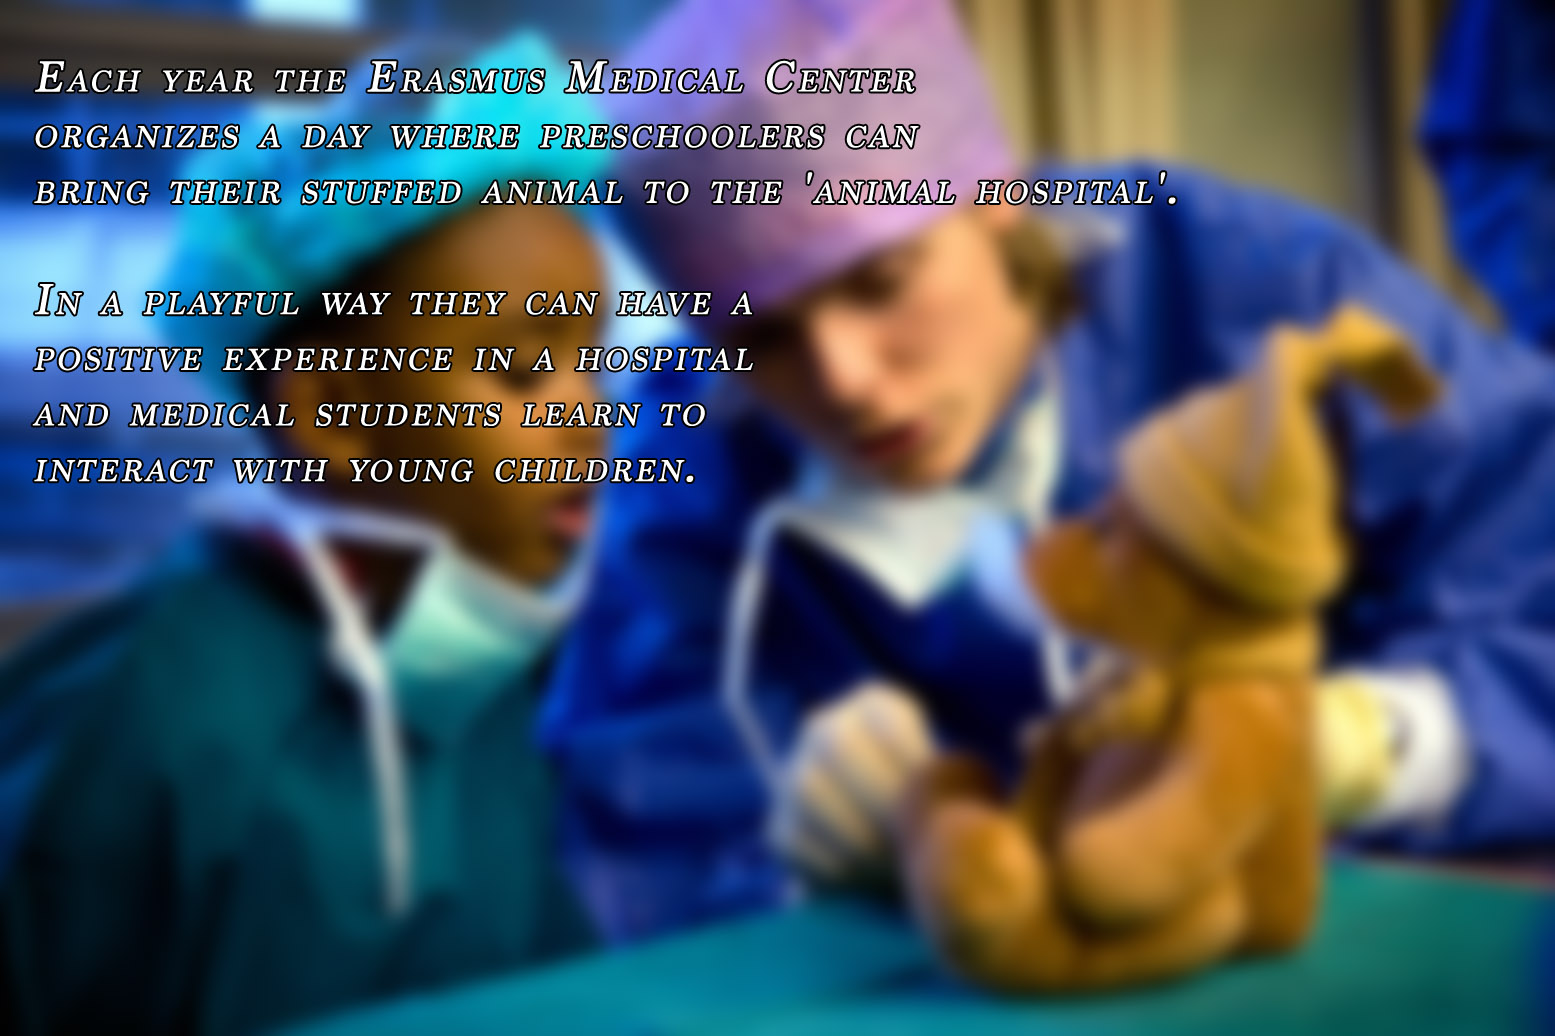 Each year the Erasmus Medical Center
organizes a day where preschoolers can
bring their stuffed animal to the 'animal hospital'.
In a playful way they can have a
positive experience in a hospital
and medical students learn to
interact with young children.